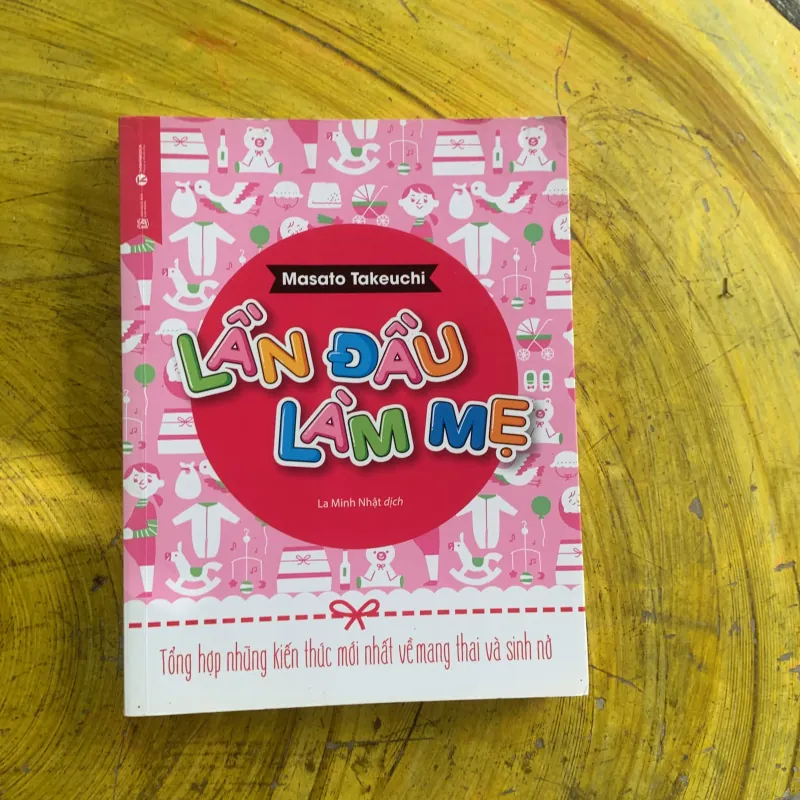 Masato Takeuchi
LẦN ĐẦU
LÀM MẸ
La Minh Nhật dịch
Tổng hợp những kiến thức mới nhất về mang thai và sinh nở